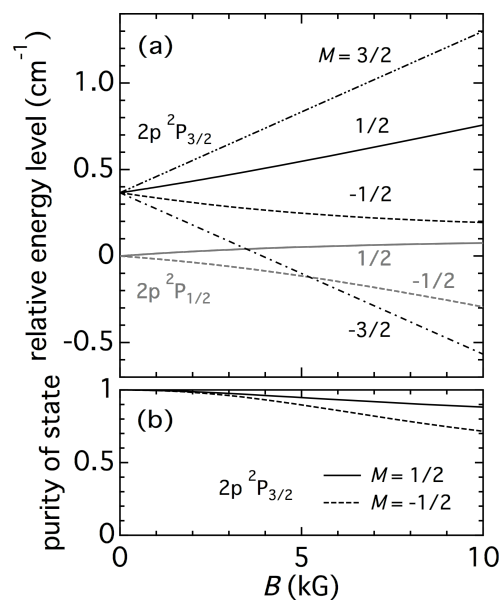 (a)
M = 3/2
1.0
2p ²P₃/₂
1/2
0.5
-1/2
0
1/2
2p ²P₁/₂
-1/2
-0.5
-3/2
relative energy level (cm⁻¹)
1
(b)
0.5
2p ²P₃/₂
M = 1/2
M = -1/2
0
purity of state
0
5
10
B (kG)